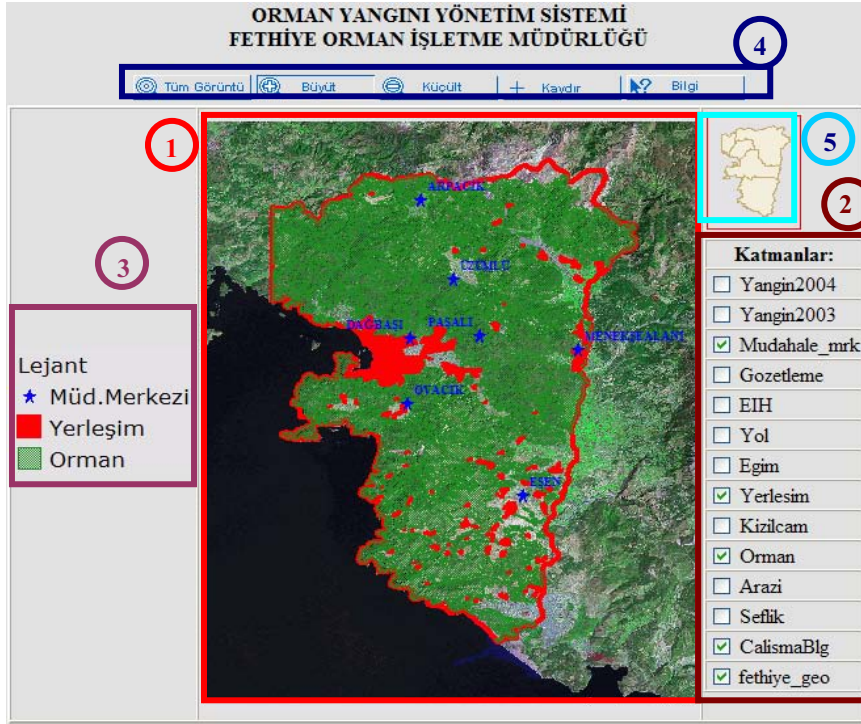 ORMAN YANGINI YÖNETİM SİSTEMİ
FETHİYE ORMAN İŞLETME MÜDÜRLÜĞÜ
4
Tüm Görüntü Büyüt Küçült Kaydır Bilgi
1
5
2
3
ARPACIK
ÜZÜMLÜ
DAĞBAŞI
PAŞALI
MENEKŞEALANI
OVACIK
EŞEN
Lejant
Müd.Merkezi
Yerleşim
Orman
Katmanlar:
Yangin2004
Yangin2003
Mudahale_mrk
Gozetleme
EIH
Yol
Egim
Yerlesim
Kizilcam
Orman
Arazi
Seflik
CalismaBlg
fethiye_geo